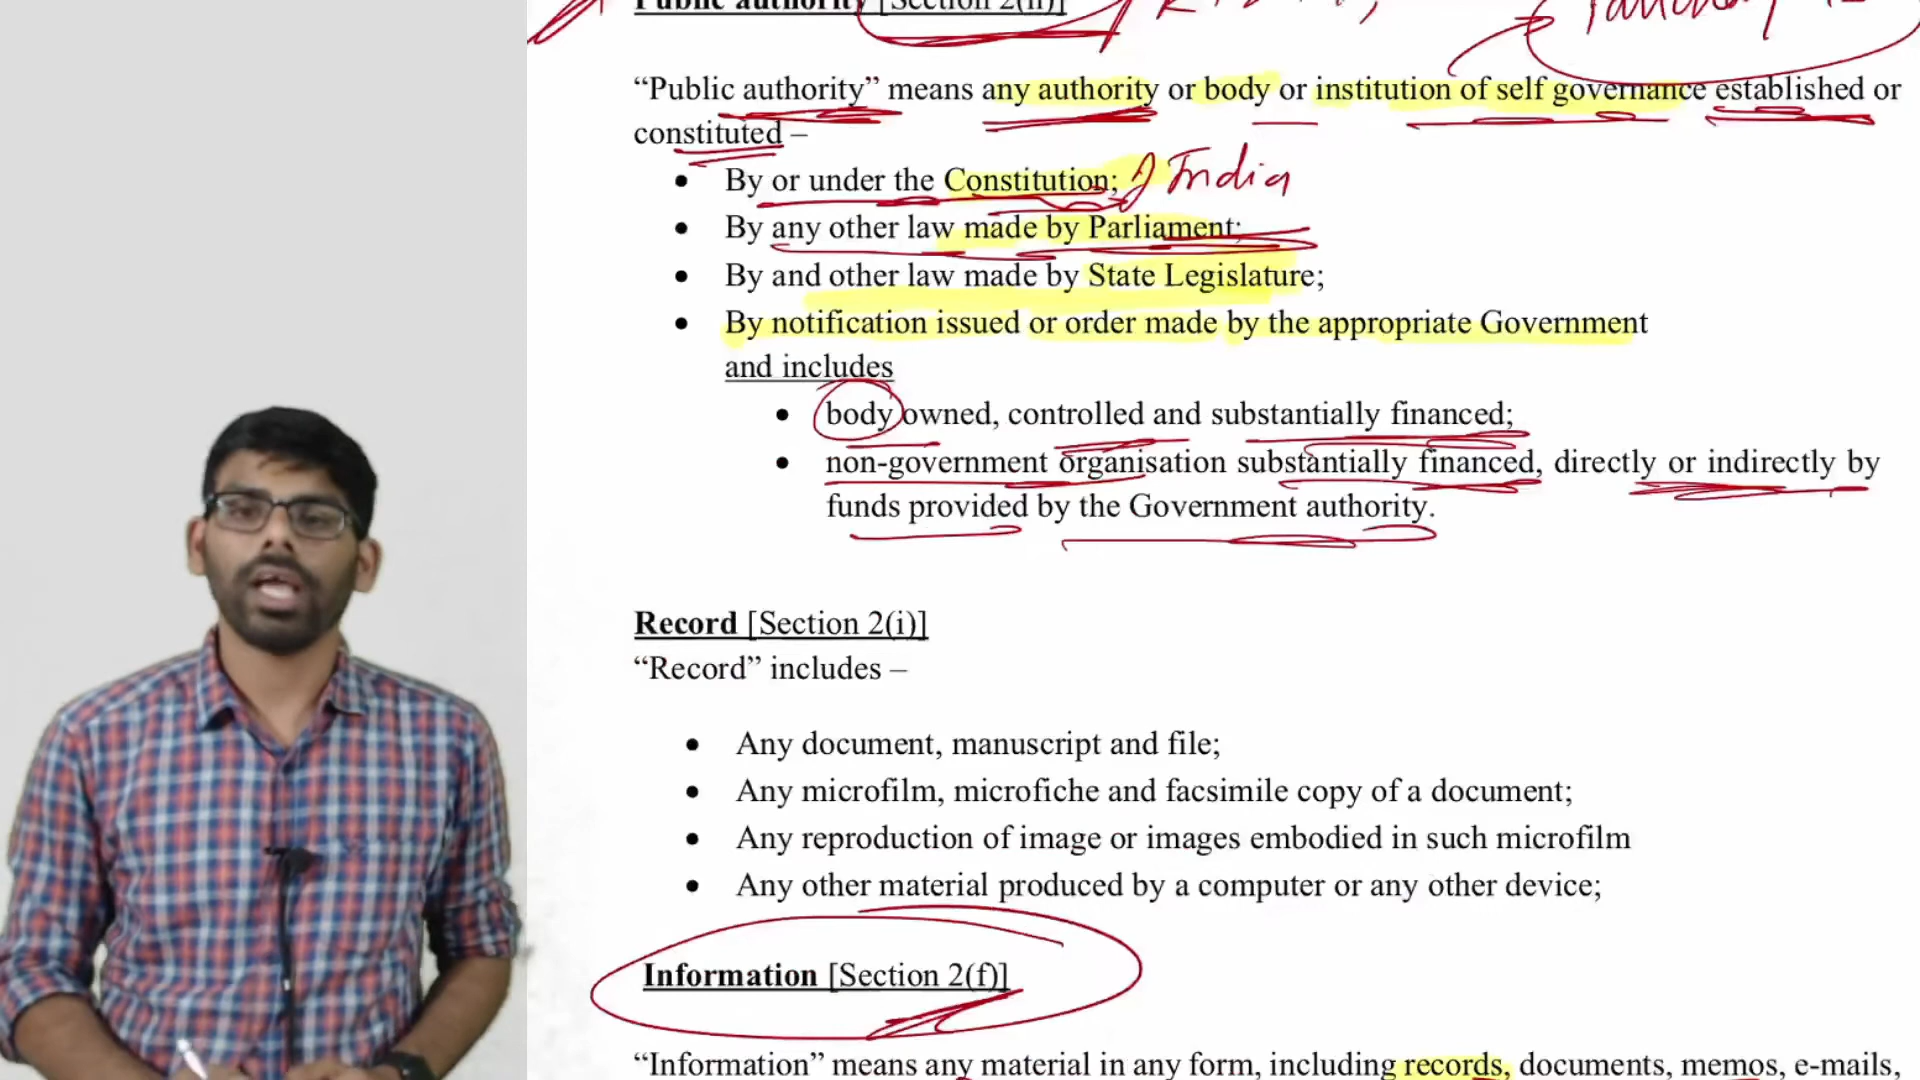 Public authority [Section 2(h)]
“Public authority” means any authority or body or institution of self governance established or
constituted –
• By or under the Constitution; of India
• By any other law made by Parliament;
• By and other law made by State Legislature;
• By notification issued or order made by the appropriate Government
and includes
• body owned, controlled and substantially financed;
• non-government organisation substantially financed, directly or indirectly by
funds provided by the Government authority.
Record [Section 2(i)]
“Record” includes –
• Any document, manuscript and file;
• Any microfilm, microfiche and facsimile copy of a document;
• Any reproduction of image or images embodied in such microfilm
• Any other material produced by a computer or any other device;
Information [Section 2(f)]
“Information” means any material in any form, including records, documents, memos, e-mails,